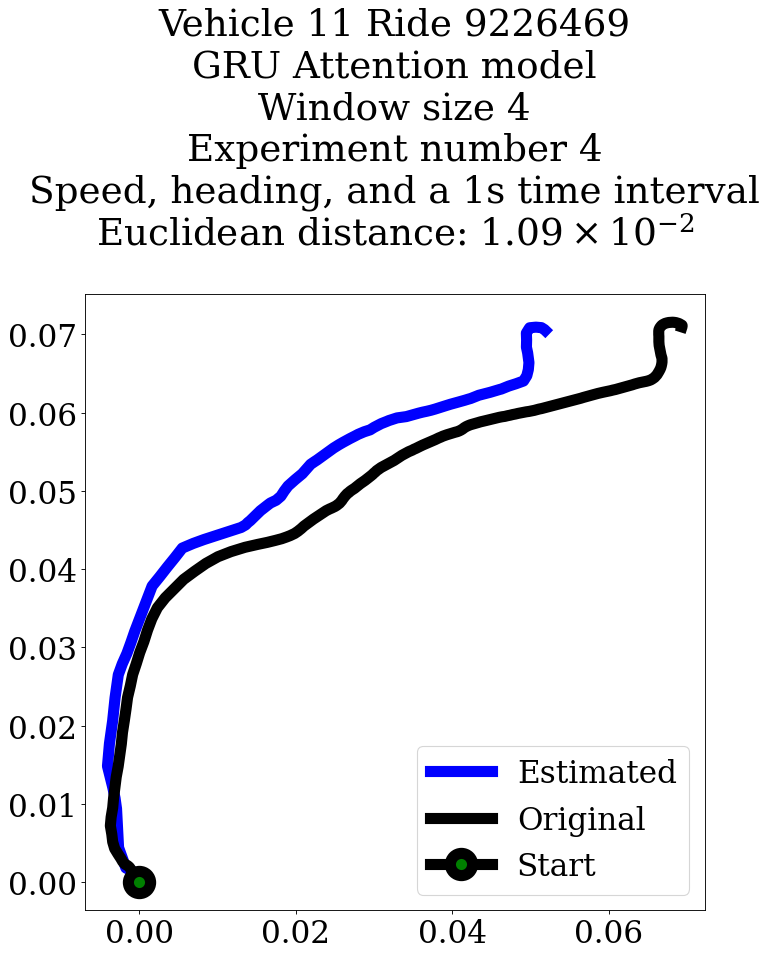 Vehicle 11 Ride 9226469
GRU Attention model
Window size 4
Experiment number 4
Speed, heading, and a 1s time interval
Euclidean distance: 1.09 × 10⁻²
0.07
0.06
0.05
0.04
0.03
0.02
0.01
0.00
Estimated
Original
Start
0.00 0.02 0.04 0.06